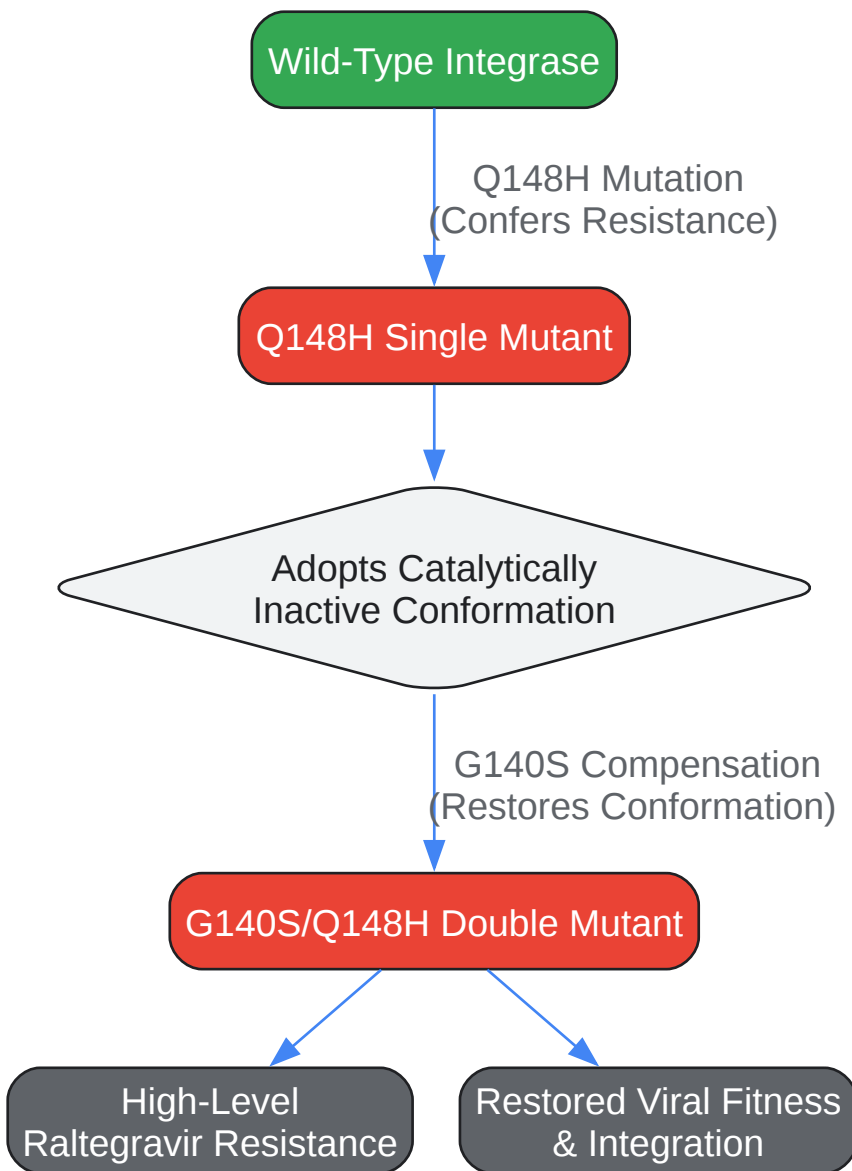 Wild-Type Integrase
Q148H Mutation
(Confers Resistance)
Q148H Single Mutant
Adopts Catalytically
Inactive Conformation
G140S Compensation
(Restores Conformation)
G140S/Q148H Double Mutant
High-Level
Raltegravir Resistance
Restored Viral Fitness
& Integration